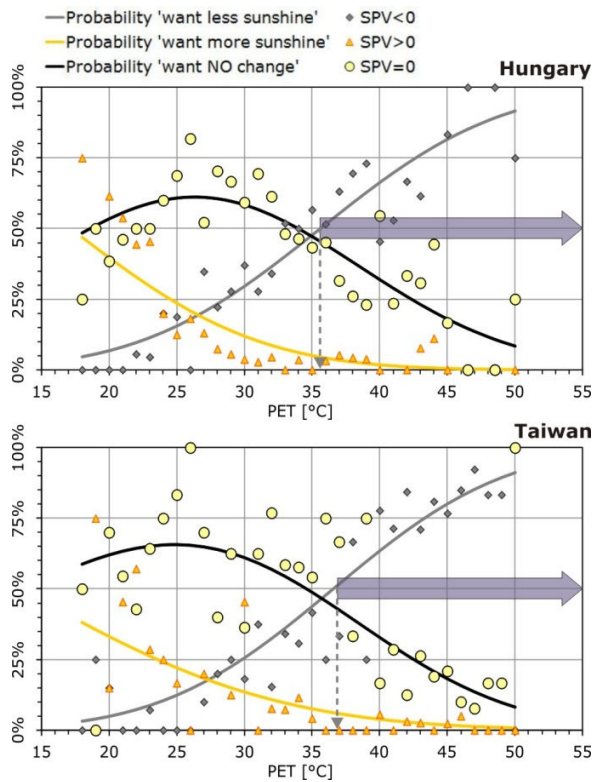 Probability 'want less sunshine' SPV<0
Probability 'want more sunshine' SPV>0
Probability 'want NO change' SPV=0
Hungary
100%
75%
50%
25%
0%
15 20 25 30 35 40 45 50 55
PET [°C]
Taiwan
100%
75%
50%
25%
0%
15 20 25 30 35 40 45 50 55
PET [°C]